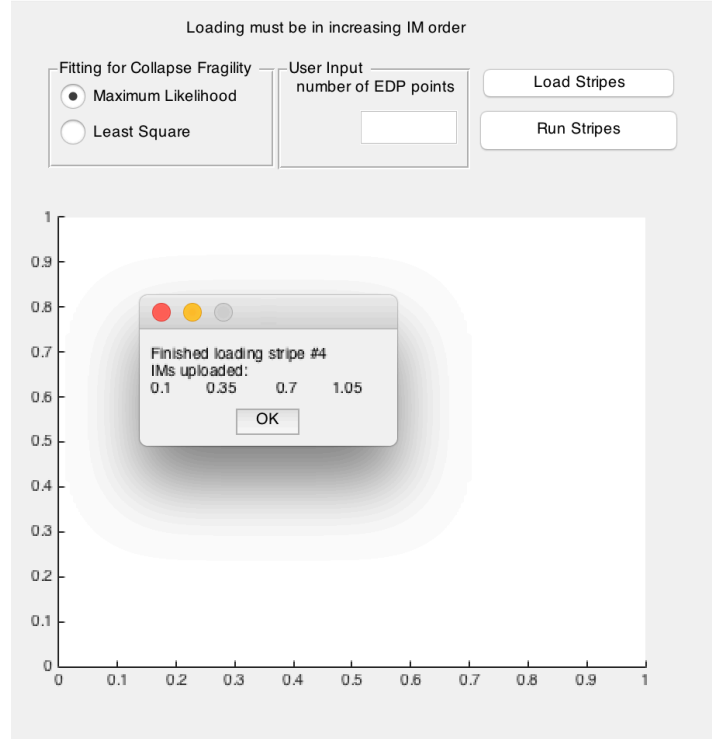 Loading must be in increasing IM order
Fitting for Collapse Fragility
Maximum Likelihood
Least Square
User Input
number of EDP points
Load Stripes
Run Stripes
1
0.9
0.8
0.7
0.6
0.5
0.4
0.3
0.2
0.1
0
Finished loading stripe #4
IMs uploaded:
0.1 0.35 0.7 1.05
OK
0 0.1 0.2 0.3 0.4 0.5 0.6 0.7 0.8 0.9 1